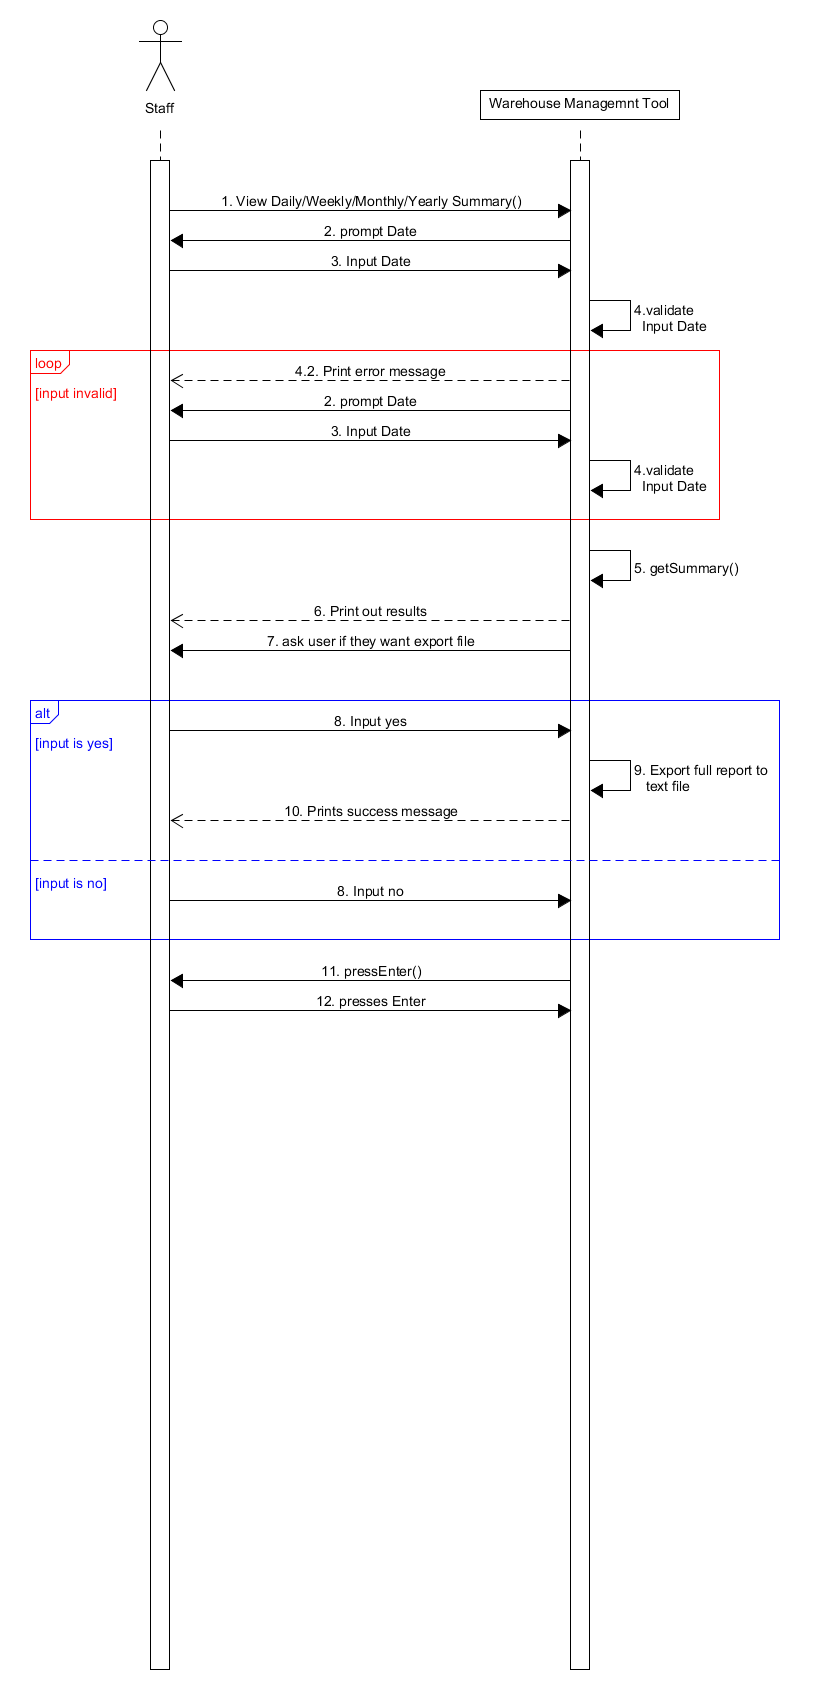 Staff
Warehouse Managemnt Tool
1. View Daily/Weekly/Monthly/Yearly Summary()
2. prompt Date
3. Input Date
4.validate
Input Date
loop
4.2. Print error message
[input invalid]
2. prompt Date
3. Input Date
4.validate
Input Date
5. getSummary()
6. Print out results
7. ask user if they want export file
alt
8. Input yes
[input is yes]
9. Export full report to
text file
10. Prints success message
[input is no]
8. Input no
11. pressEnter()
12. presses Enter